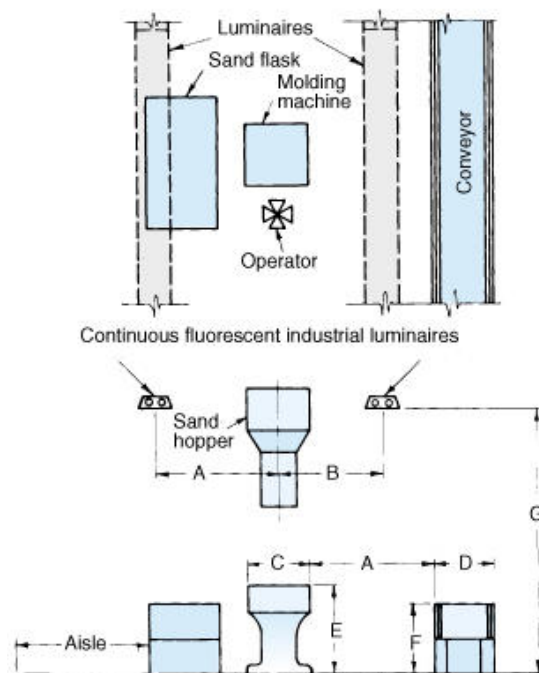 Luminaires
Sand flask
Molding
machine
Conveyor
Operator
Continuous fluorescent industrial luminaires
Sand
hopper
A
B
G
C
A
D
E
F
Aisle